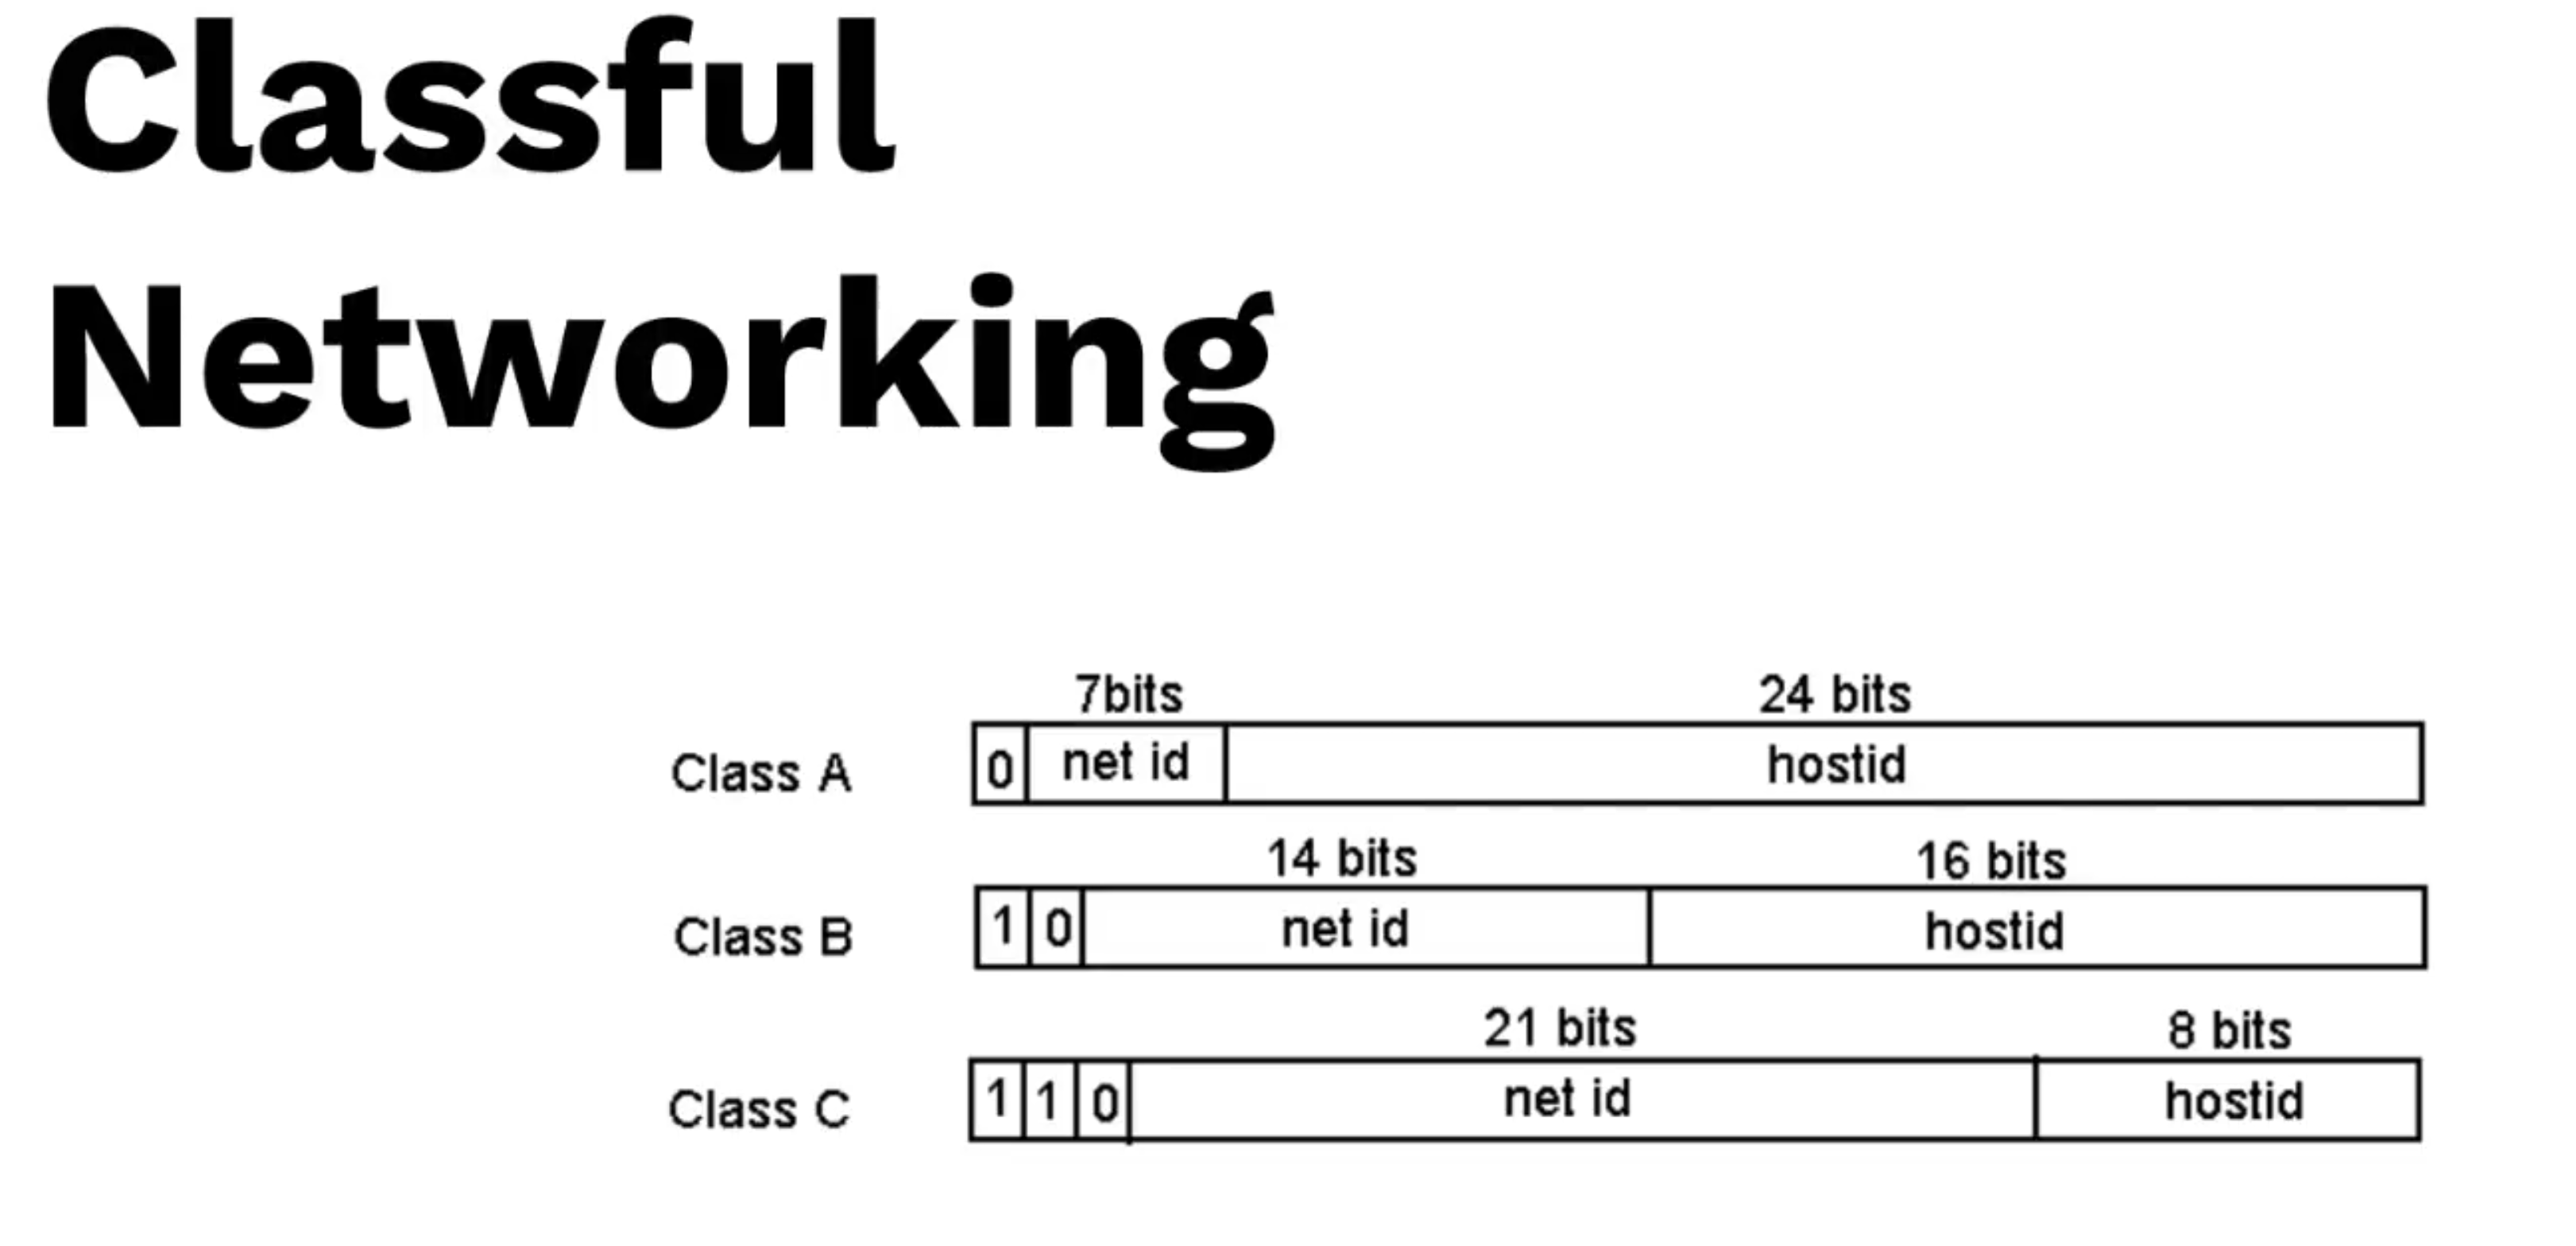 Classful
Networking
7bits 24 bits
Class A 0 net id hostid
14 bits 16 bits
Class B 1 0 net id hostid
21 bits 8 bits
Class C 1 1 0 net id hostid